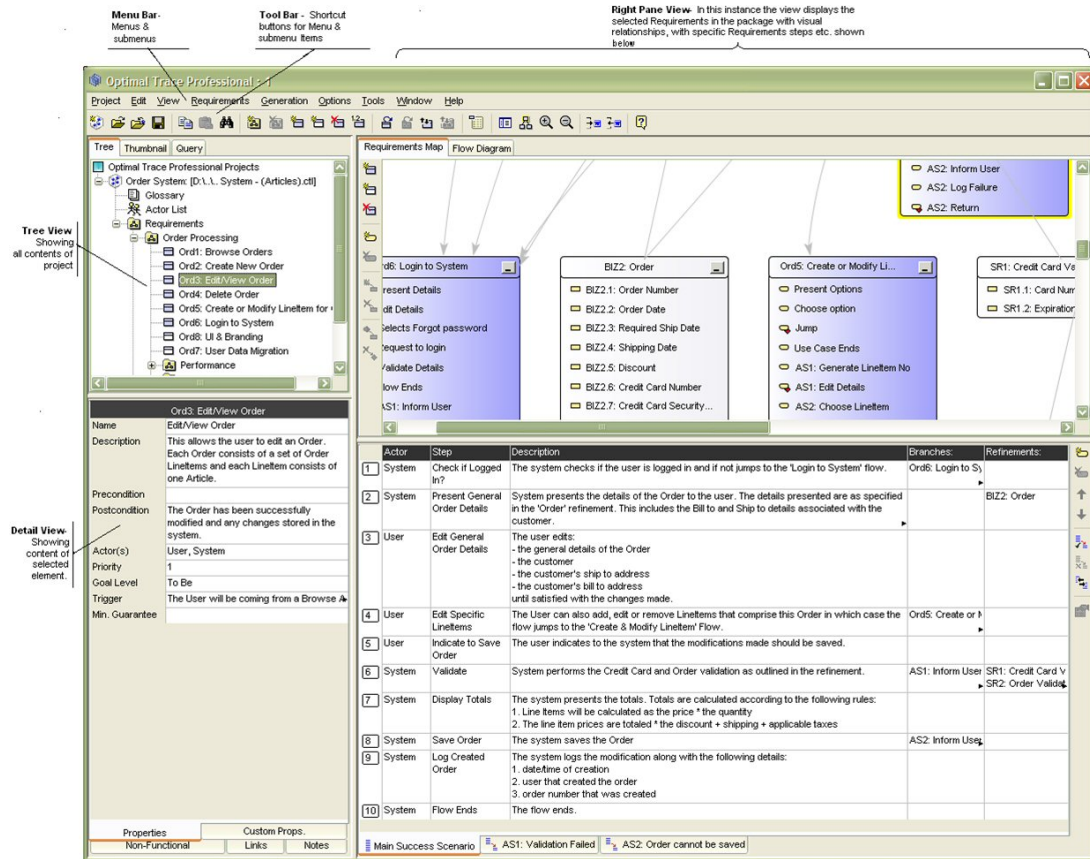 Menu Bar-
Menus &
submenus
Tool Bar - Shortcut
buttons for Menu &
submenu Items
Right Pane View- In this instance the view displays the
selected Requirements in the package with visual
relationships, with specific Requirements steps etc. shown
below
Optimal Trace Professional : 1
Project Edit View Requirements Generation Options Tools Window Help
Tree Thumbnail Query
Optimal Trace Professional Projects
Order System: [D:\..\.. System - (Articles).ctl]
Glossary
Actor List
Requirements
Order Processing
Ord1: Browse Orders
Ord2: Create New Order
Ord3: Edit/View Order
Ord4: Delete Order
Ord5: Create or Modify LineItem for
Ord6: Login to System
Ord8: UI & Branding
Ord7: User Data Migration
Performance
Tree View
Showing
all contents of
project
Requirements Map Flow Diagram
AS2: Inform User
AS2: Log Failure
AS2: Return
rd6: Login to System
resent Details
dit Details
elects Forgot password
equest to login
alidate Details
low Ends
AS1: Inform User
BIZ2: Order
BIZ2.1: Order Number
BIZ2.2: Order Date
BIZ2.3: Required Ship Date
BIZ2.4: Shipping Date
BIZ2.5: Discount
BIZ2.6: Credit Card Number
BIZ2.7: Credit Card Security...
Ord5: Create or Modify Li...
Present Options
Choose option
Jump
Use Case Ends
AS1: Generate LineItem No
AS1: Edit Details
AS2: Choose LineItem
SR1: Credit Card Va
SR1.1: Card Num
SR1.2: Expiration
Detail View-
Showing
content of
selected
element.
Ord3: Edit/View Order
Name Edit/View Order
Description This allows the user to edit an Order.
Each Order consists of a set of Order
LineItems and each LineItem consists of
one Article.
Precondition
Postcondition The Order has been successfully
modified and any changes stored in the
system.
Actor(s) User, System
Priority 1
Goal Level To Be
Trigger The User will be coming from a Browse A
Min. Guarantee
Properties Custom Props.
Non-Functional Links Notes
Actor Step Description Branches: Refinements:
1 System Check if Logged In? The system checks if the user is logged in and if not jumps to the 'Login to System' flow. Ord6: Login to Sy
2 System Present General Order Details System presents the details of the Order to the user. The details presented are as specified BIZ2: Order
in the 'Order' refinement. This includes the Bill to and Ship to details associated with the
customer.
3 User Edit General Order Details The user edits:
- the general details of the Order
- the customer
- the customer's ship to address
- the customer's bill to address
until satisfied with the changes made.
4 User Edit Specific LineItems The User can also add, edit or remove LineItems that comprise this Order in which case the Ord5: Create or M
flow jumps to the 'Create & Modify LineItem' Flow.
5 User Indicate to Save Order The user indicates to the system that the modifications made should be saved.
6 System Validate System performs the Credit Card and Order validation as outlined in the refinement. AS1: Inform User SR1: Credit Card V
SR2: Order Validat
7 System Display Totals The system presents the totals. Totals are calculated according to the following rules:
1. Line Items will be calculated as the price * the quantity
2. The line item prices are totaled * the discount + shipping + applicable taxes
8 System Save Order The system saves the Order AS2: Inform User
9 System Log Created Order The system logs the modification along with the following details:
1. date/time of creation
2. user that created the order
3. order number that was created
10 System Flow Ends The flow ends.
Main Success Scenario AS1: Validation Failed AS2: Order cannot be saved